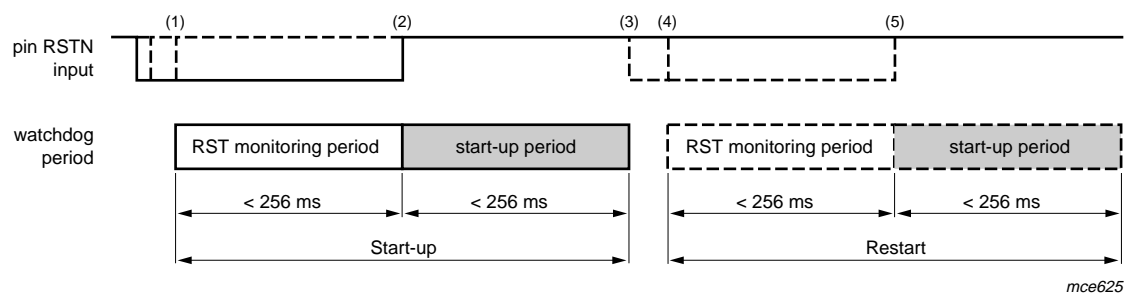 (1) (2) (3) (4) (5)
pin RSTN
input
watchdog
period
RST monitoring period start-up period RST monitoring period start-up period
< 256 ms < 256 ms < 256 ms < 256 ms
Start-up Restart
mce625